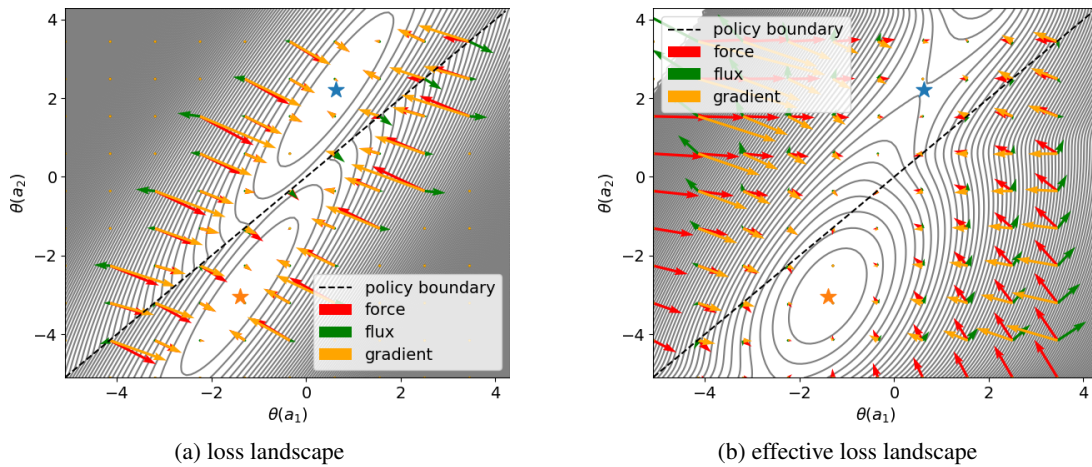 4
2
0
−2
−4
θ(a₂)
policy boundary
force
flux
gradient
−4 −2 0 2 4
θ(a₁)
(a) loss landscape
4
2
0
−2
−4
θ(a₂)
policy boundary
force
flux
gradient
−4 −2 0 2 4
θ(a₁)
(b) effective loss landscape